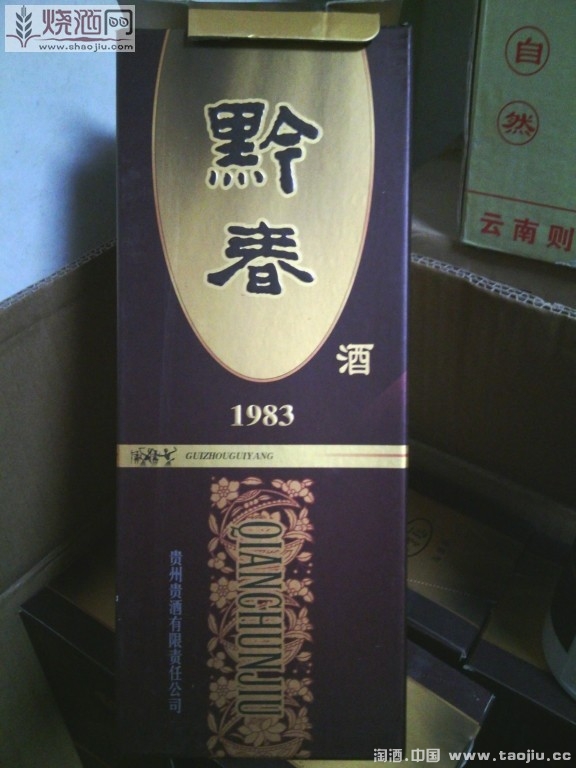 烧酒网
www.shaojiu.com
自
然
云南则
黔
春
酒
1983
GUIZHOUGUIYANG
QIANCHUNJIU
贵州贵酒有限责任公司
淘酒.中国 www.taojiu.cc